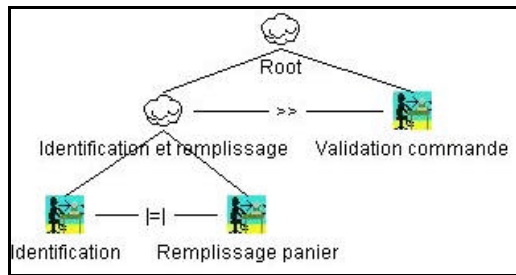 Root
>>
Identification et remplissage Validation commande
|=|
Identification Remplissage panier